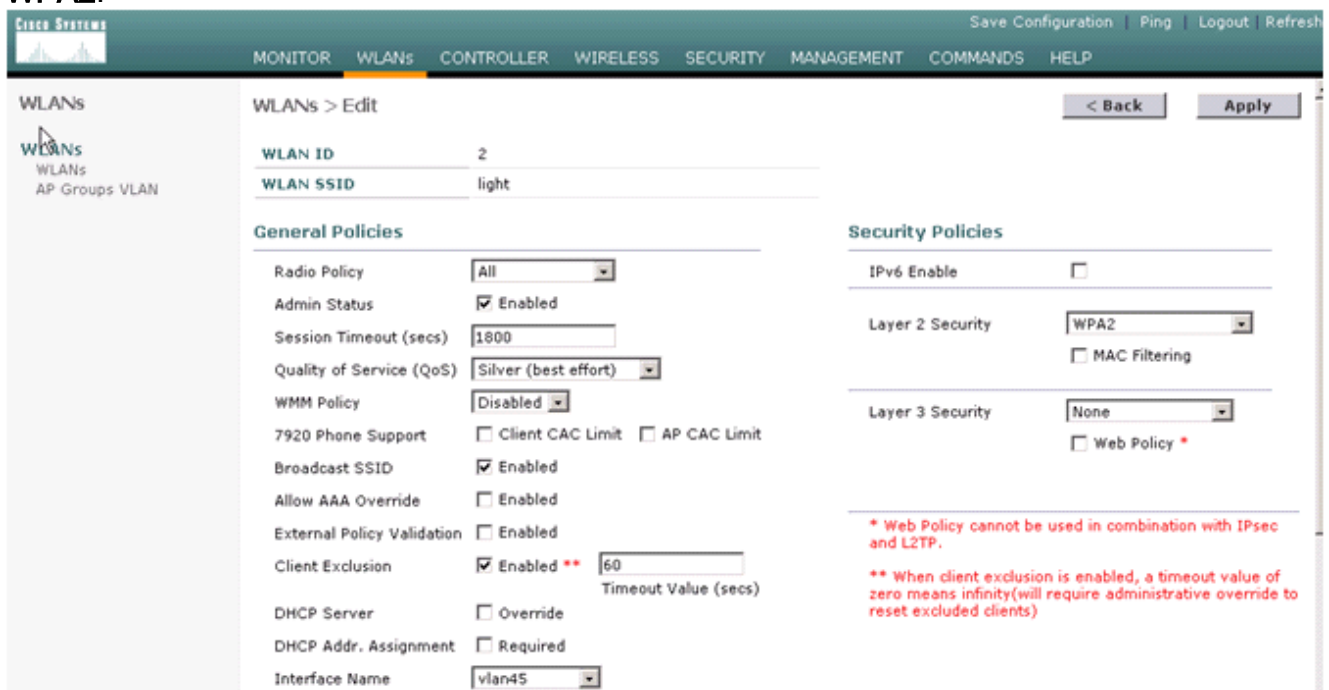 WPA2.
CISCO SYSTEMS
Save Configuration | Ping | Logout | Refresh
MONITOR WLANs CONTROLLER WIRELESS SECURITY MANAGEMENT COMMANDS HELP
WLANs
WLANs
WLANs
AP Groups VLAN
WLANs > Edit
< Back Apply
WLAN ID 2
WLAN SSID light
General Policies
Radio Policy All
Admin Status Enabled
Session Timeout (secs) 1800
Quality of Service (QoS) Silver (best effort)
WMM Policy Disabled
7920 Phone Support Client CAC Limit AP CAC Limit
Broadcast SSID Enabled
Allow AAA Override Enabled
External Policy Validation Enabled
Client Exclusion Enabled ** 60
Timeout Value (secs)
DHCP Server Override
DHCP Addr. Assignment Required
Interface Name vlan45
Security Policies
IPv6 Enable
Layer 2 Security WPA2
MAC Filtering
Layer 3 Security None
Web Policy *
* Web Policy cannot be used in combination with IPsec
and L2TP.
** When client exclusion is enabled, a timeout value of
zero means infinity(will require administrative override to
reset excluded clients)